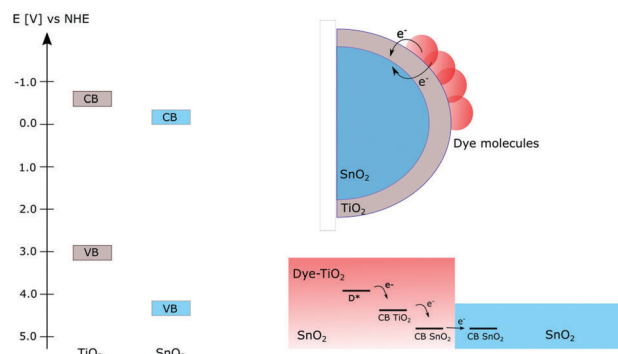 E [V] vs NHE
-1.0
0.0
1.0
2.0
3.0
4.0
5.0
CB
CB
VB
VB
e-
e-
Dye molecules
SnO2
TiO2
Dye-TiO2
D*
e-
CB TiO2
e-
CB SnO2
e-
CB SnO2
SnO2
SnO2